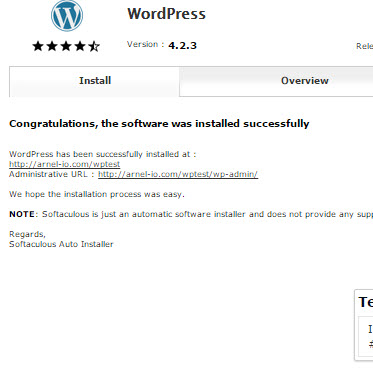 WordPress
Version : 4.2.3
Install
Overview
Congratulations, the software was installed successfully
WordPress has been successfully installed at :
http://arnel-io.com/wptest
Administrative URL : http://arnel-io.com/wptest/wp-admin/
We hope the installation process was easy.
NOTE: Softaculous is just an automatic software installer and does not provide any
Regards,
Softaculous Auto Installer